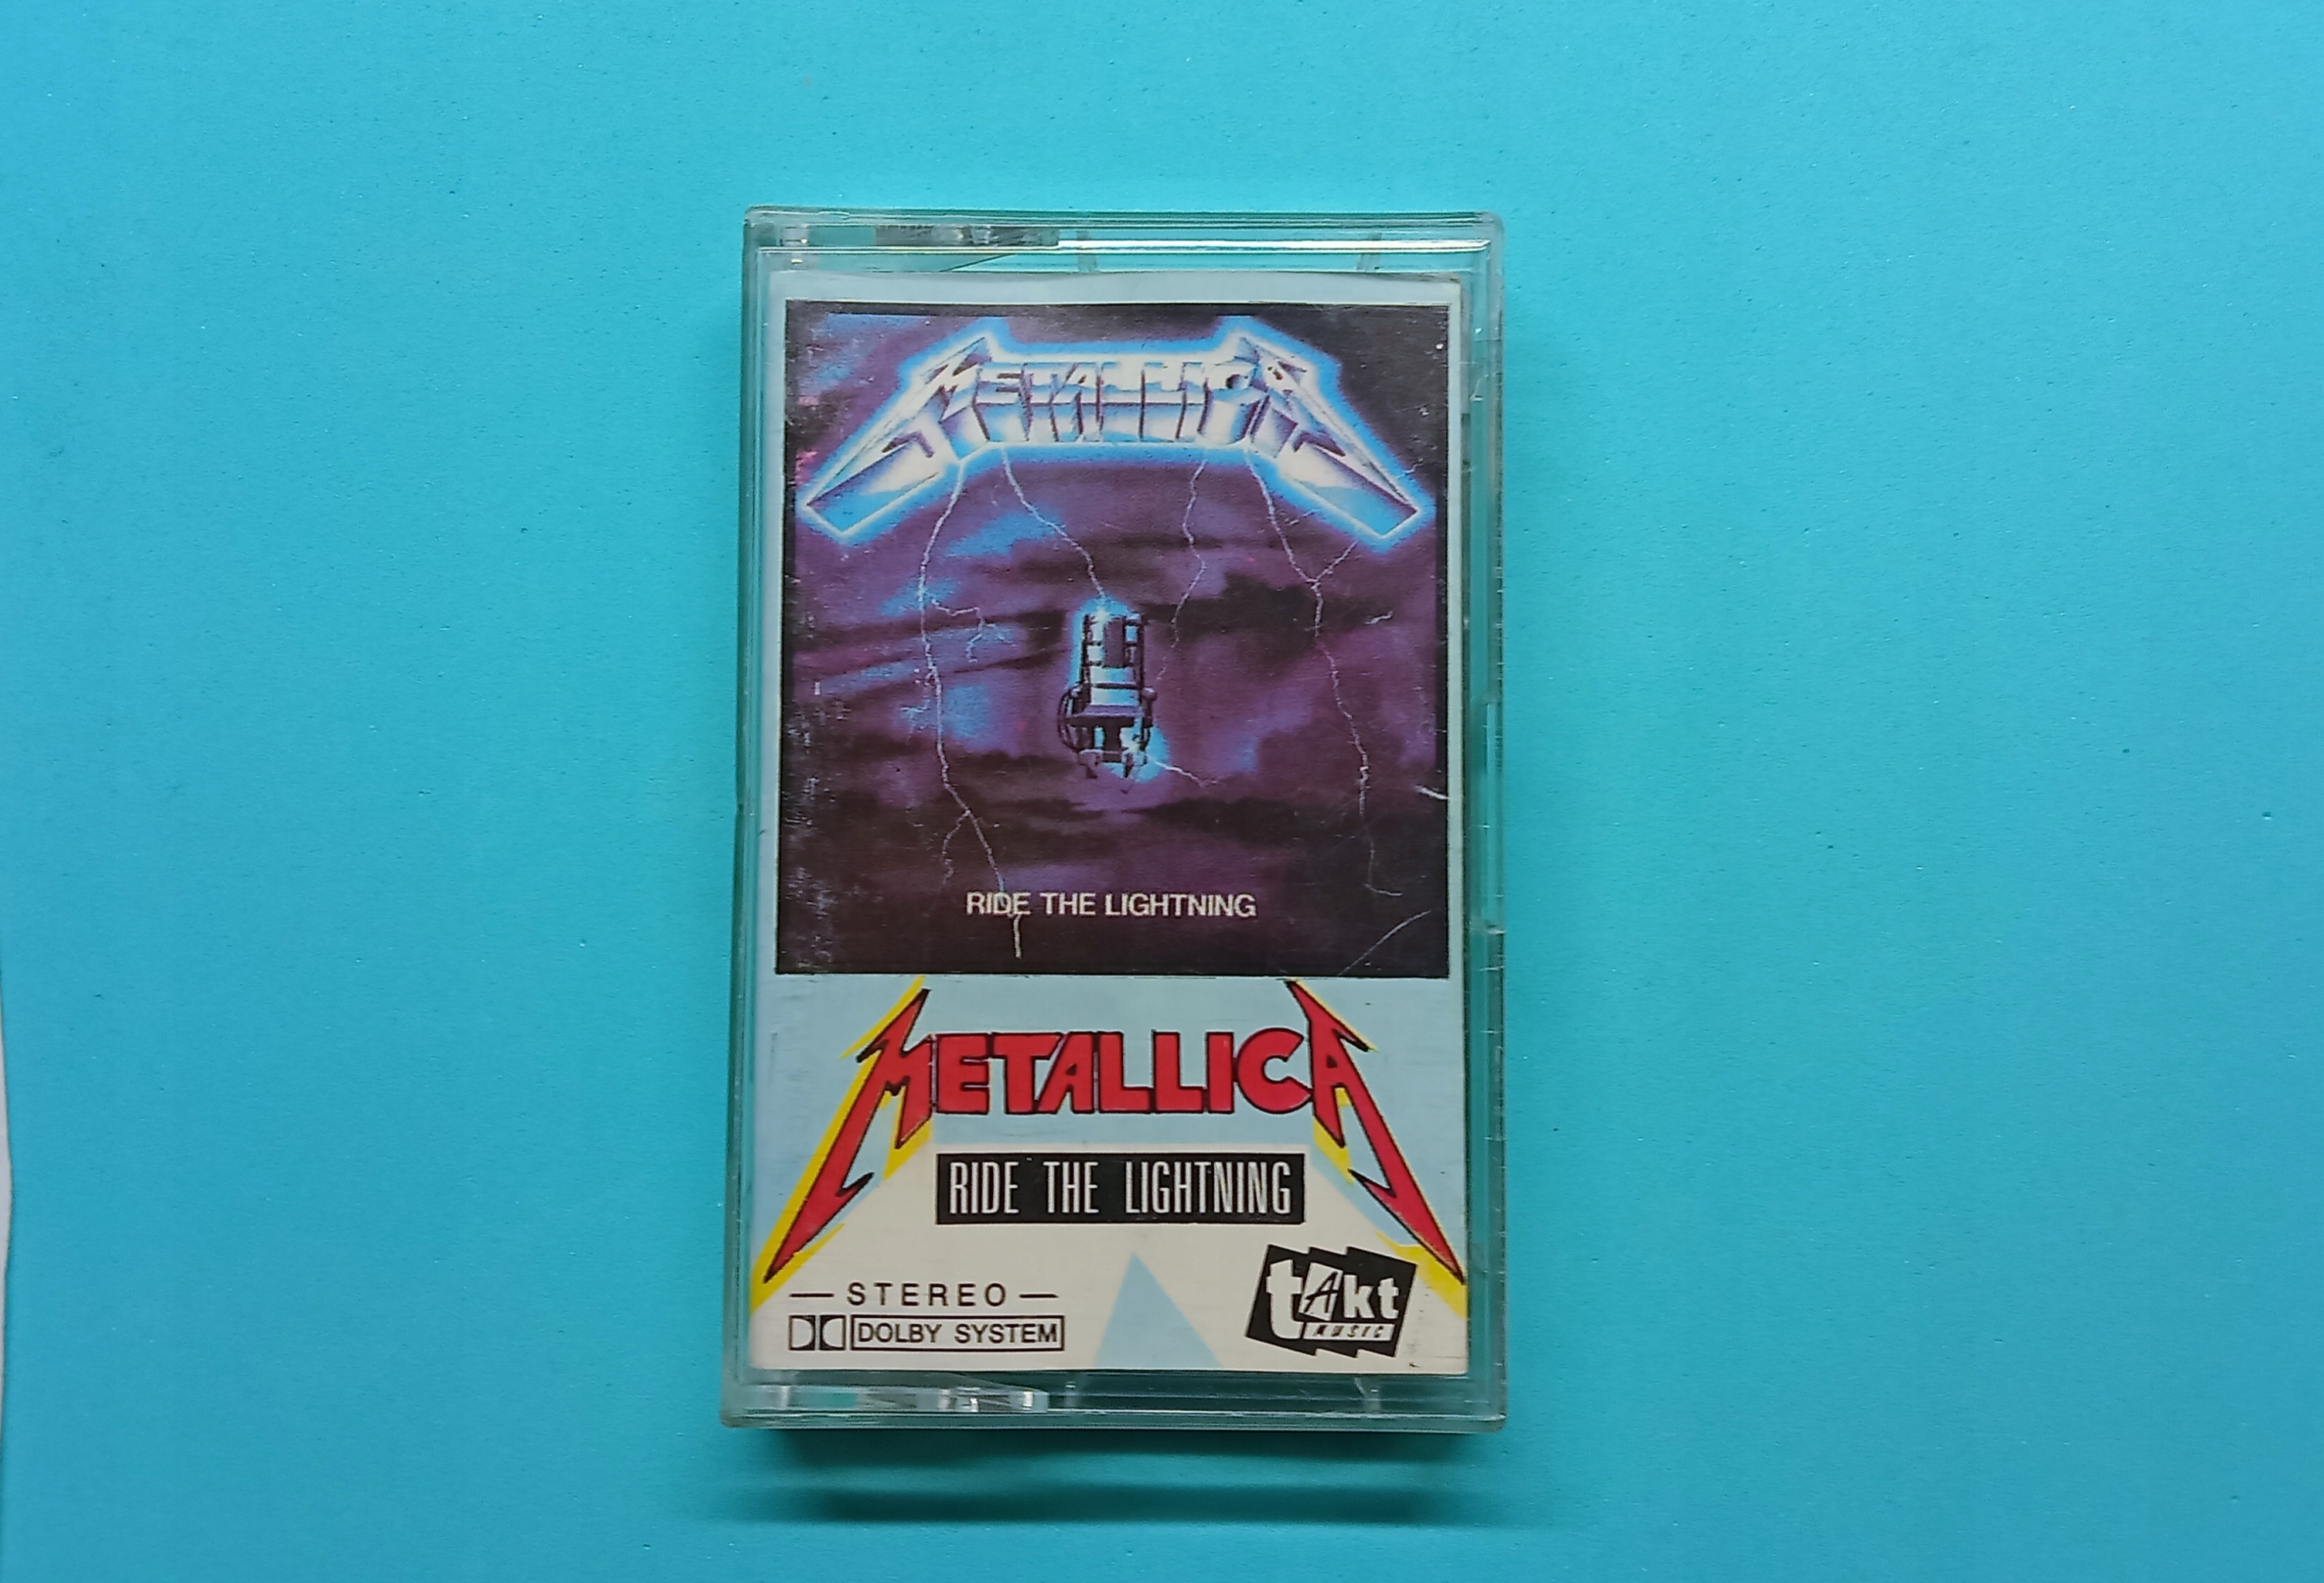 METALLICA
RIDE THE LIGHTNING
METALLICA
RIDE THE LIGHTNING
STEREO
DOLBY SYSTEM
tAkt
MUSIC